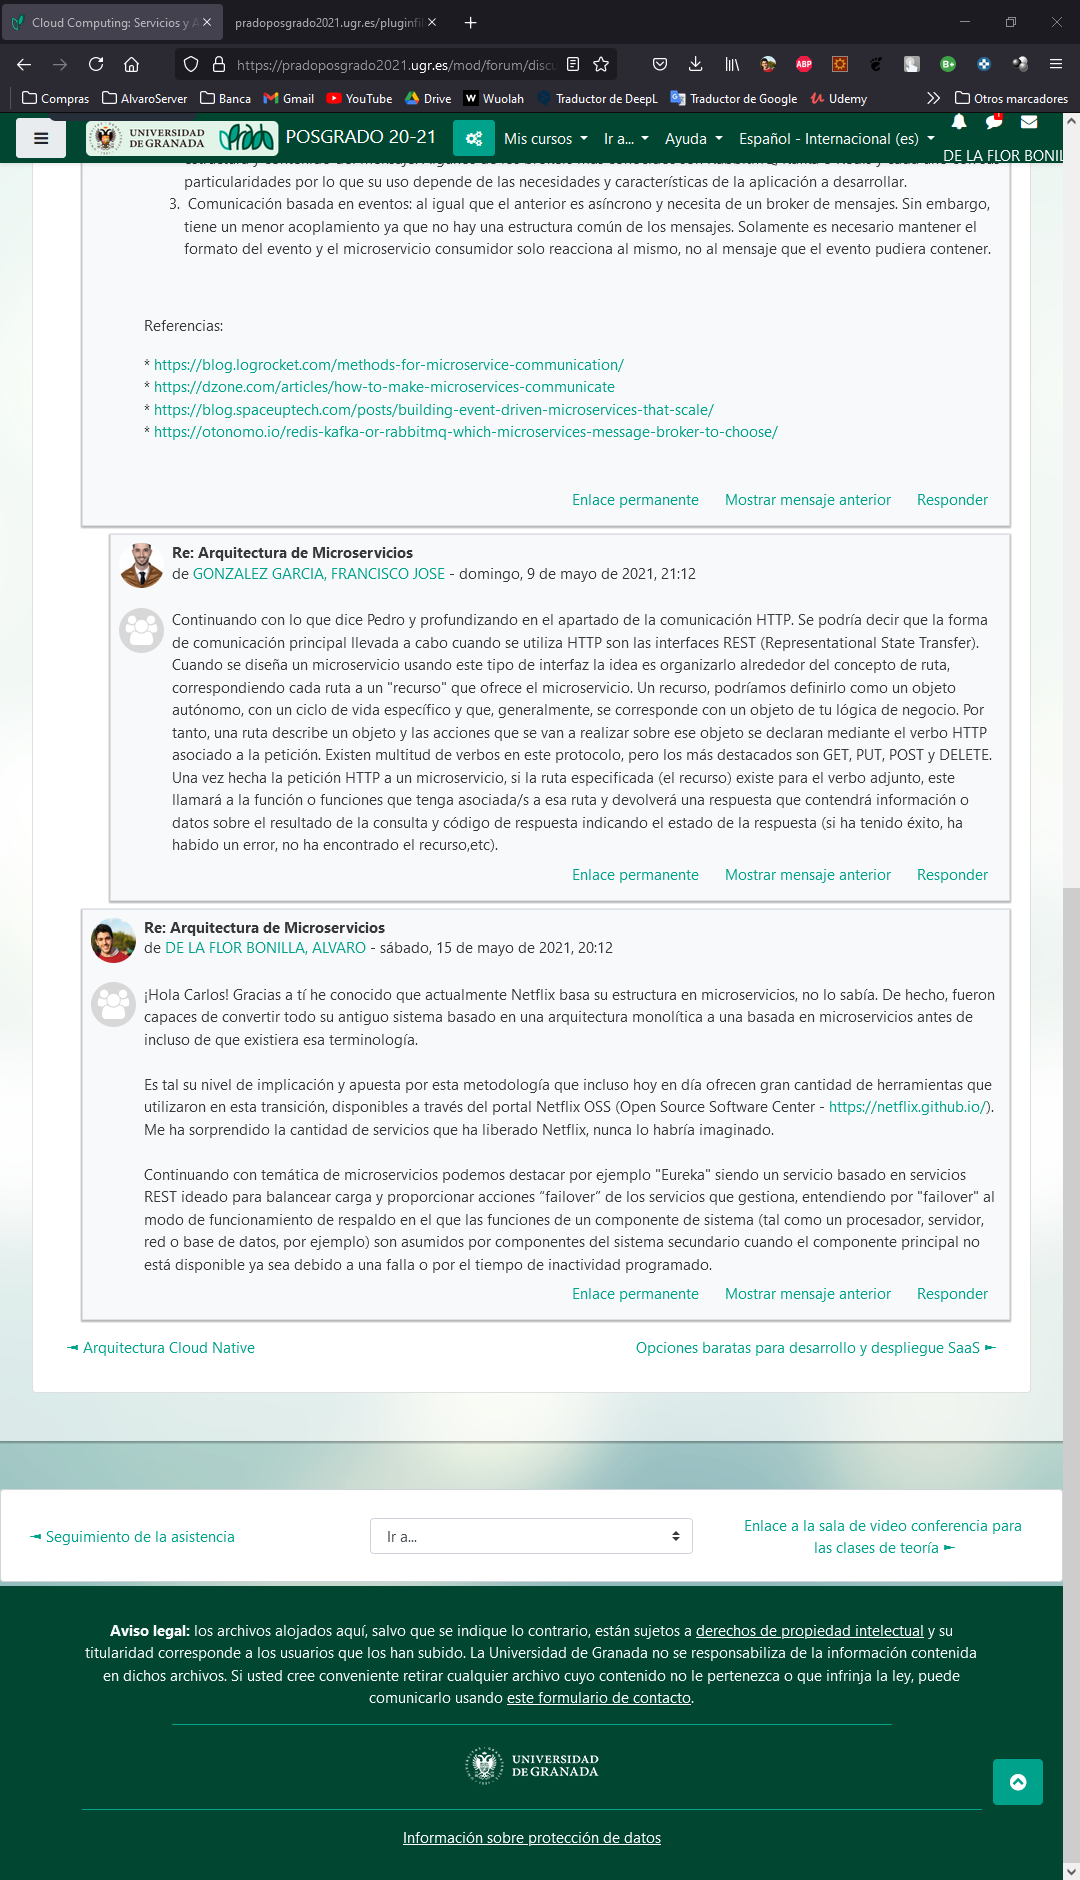 Cloud Computing: Servicios y A
pradoposgrado2021.ugr.es/pluginfil
https://pradoposgrado2021.ugr.es/mod/forum/discu
Compras AlvaroServer Banca Gmail YouTube Drive Wuolah Traductor de DeepL Traductor de Google Udemy Otros marcadores
UNIVERSIDAD DE GRANADA
POSGRADO 20-21 Mis cursos Ir a... Ayuda Español - Internacional (es)
DE LA FLOR BONIL
particularidades por lo que su uso depende de las necesidades y características de la aplicación a desarrollar.
3. Comunicación basada en eventos: al igual que el anterior es asíncrono y necesita de un broker de mensajes. Sin embargo,
tiene un menor acoplamiento ya que no hay una estructura común de los mensajes. Solamente es necesario mantener el
formato del evento y el microservicio consumidor solo reacciona al mismo, no al mensaje que el evento pudiera contener.
Referencias:
* https://blog.logrocket.com/methods-for-microservice-communication/
* https://dzone.com/articles/how-to-make-microservices-communicate
* https://blog.spaceuptech.com/posts/building-event-driven-microservices-that-scale/
* https://otonomo.io/redis-kafka-or-rabbitmq-which-microservices-message-broker-to-choose/
Enlace permanente Mostrar mensaje anterior Responder
Re: Arquitectura de Microservicios
de GONZALEZ GARCIA, FRANCISCO JOSE - domingo, 9 de mayo de 2021, 21:12
Continuando con lo que dice Pedro y profundizando en el apartado de la comunicación HTTP. Se podría decir que la forma
de comunicación principal llevada a cabo cuando se utiliza HTTP son las interfaces REST (Representational State Transfer).
Cuando se diseña un microservicio usando este tipo de interfaz la idea es organizarlo alrededor del concepto de ruta,
correspondiendo cada ruta a un "recurso" que ofrece el microservicio. Un recurso, podríamos definirlo como un objeto
autónomo, con un ciclo de vida específico y que, generalmente, se corresponde con un objeto de tu lógica de negocio. Por
tanto, una ruta describe un objeto y las acciones que se van a realizar sobre ese objeto se declaran mediante el verbo HTTP
asociado a la petición. Existen multitud de verbos en este protocolo, pero los más destacados son GET, PUT, POST y DELETE.
Una vez hecha la petición HTTP a un microservicio, si la ruta especificada (el recurso) existe para el verbo adjunto, este
llamará a la función o funciones que tenga asociada/s a esa ruta y devolverá una respuesta que contendrá información o
datos sobre el resultado de la consulta y código de respuesta indicando el estado de la respuesta (si ha tenido éxito, ha
habido un error, no ha encontrado el recurso,etc).
Enlace permanente Mostrar mensaje anterior Responder
Re: Arquitectura de Microservicios
de DE LA FLOR BONILLA, ALVARO - sábado, 15 de mayo de 2021, 20:12
¡Hola Carlos! Gracias a tí he conocido que actualmente Netflix basa su estructura en microservicios, no lo sabía. De hecho, fueron
capaces de convertir todo su antiguo sistema basado en una arquitectura monolítica a una basada en microservicios antes de
incluso de que existiera esa terminología.
Es tal su nivel de implicación y apuesta por esta metodología que incluso hoy en día ofrecen gran cantidad de herramientas que
utilizaron en esta transición, disponibles a través del portal Netflix OSS (Open Source Software Center - https://netflix.github.io/).
Me ha sorprendido la cantidad de servicios que ha liberado Netflix, nunca lo habría imaginado.
Continuando con temática de microservicios podemos destacar por ejemplo "Eureka" siendo un servicio basado en servicios
REST ideado para balancear carga y proporcionar acciones “failover” de los servicios que gestiona, entendiendo por "failover" al
modo de funcionamiento de respaldo en el que las funciones de un componente de sistema (tal como un procesador, servidor,
red o base de datos, por ejemplo) son asumidos por componentes del sistema secundario cuando el componente principal no
está disponible ya sea debido a una falla o por el tiempo de inactividad programado.
Enlace permanente Mostrar mensaje anterior Responder
◄ Arquitectura Cloud Native
Opciones baratas para desarrollo y despliegue SaaS ►
◄ Seguimiento de la asistencia
Ir a...
Enlace a la sala de video conferencia para
las clases de teoría ►
Aviso legal: los archivos alojados aquí, salvo que se indique lo contrario, están sujetos a derechos de propiedad intelectual y su
titularidad corresponde a los usuarios que los han subido. La Universidad de Granada no se responsabiliza de la información contenida
en dichos archivos. Si usted cree conveniente retirar cualquier archivo cuyo contenido no le pertenezca o que infrinja la ley, puede
comunicarlo usando este formulario de contacto.
UNIVERSIDAD
DE GRANADA
Información sobre protección de datos